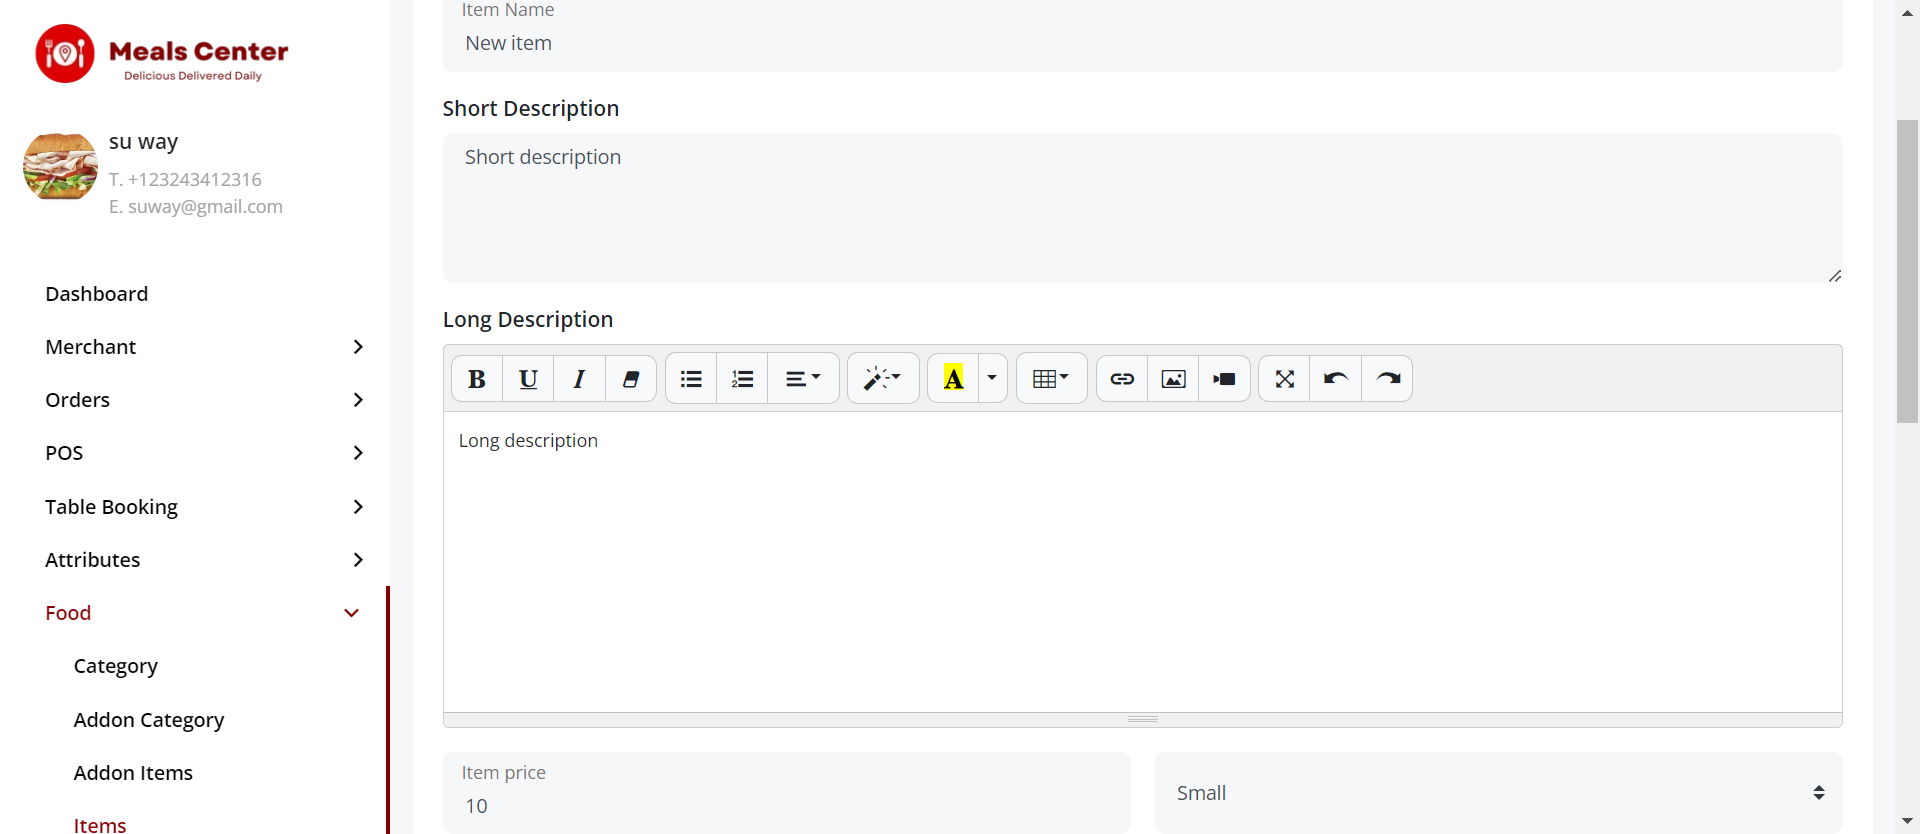 Meals Center
Delicious Delivered Daily
su way
T. +123243412316
E. suway@gmail.com
Dashboard
Merchant
Orders
POS
Table Booking
Attributes
Food
Category
Addon Category
Addon Items
Items
Item Name
New item
Short Description
Short description
Long Description
B U I
A
Long description
Item price
10
Small